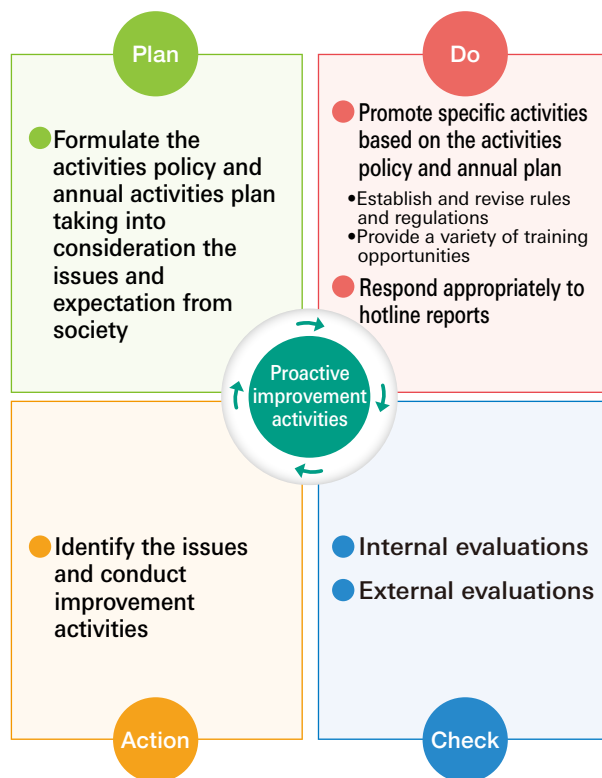 Plan
●Formulate the
activities policy and
annual activities plan
taking into
consideration the
issues and
expectation from
society
Do
●Promote specific activities
based on the activities
policy and annual plan
•Establish and revise rules
and regulations
•Provide a variety of training
opportunities
●Respond appropriately to
hotline reports
Proactive
improvement
activities
●Identify the issues
and conduct
improvement
activities
Action
●Internal evaluations
●External evaluations
Check